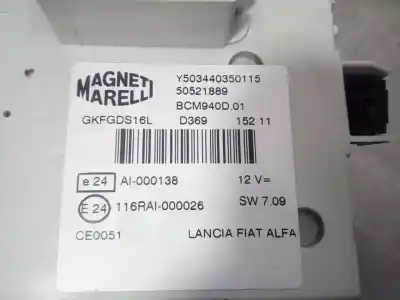 MAGNETI
MARELLI
Y503440350115
50521889
BCM940D.01
GKFGDS16L D369 152 11
e 24 AI-000138 12 V=
E 24 116RAI-000026 SW 7.09
CE0051 LANCIA FIAT ALFA